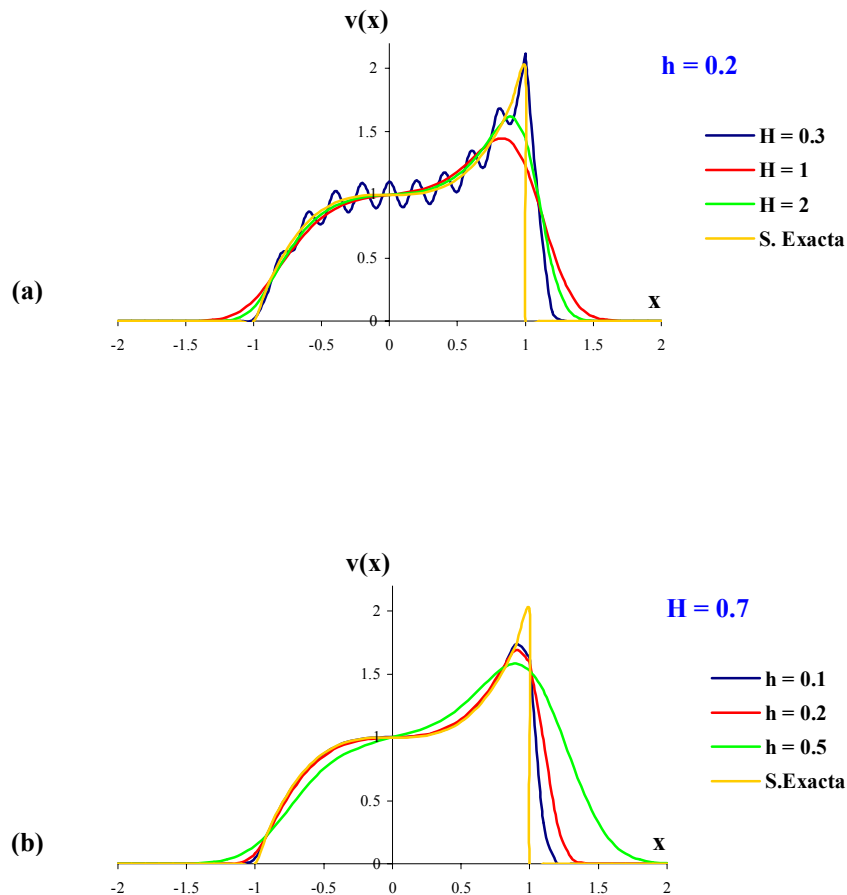 v(x)
h = 0.2
2
H = 0.3
1.5
H = 1
H = 2
1
S. Exacta
0.5
(a)
x
0
-2 -1.5 -1 -0.5 0 0.5 1 1.5 2
v(x)
H = 0.7
2
1.5
h = 0.1
h = 0.2
1
h = 0.5
S.Exacta
0.5
(b)
x
0
-2 -1.5 -1 -0.5 0 0.5 1 1.5 2